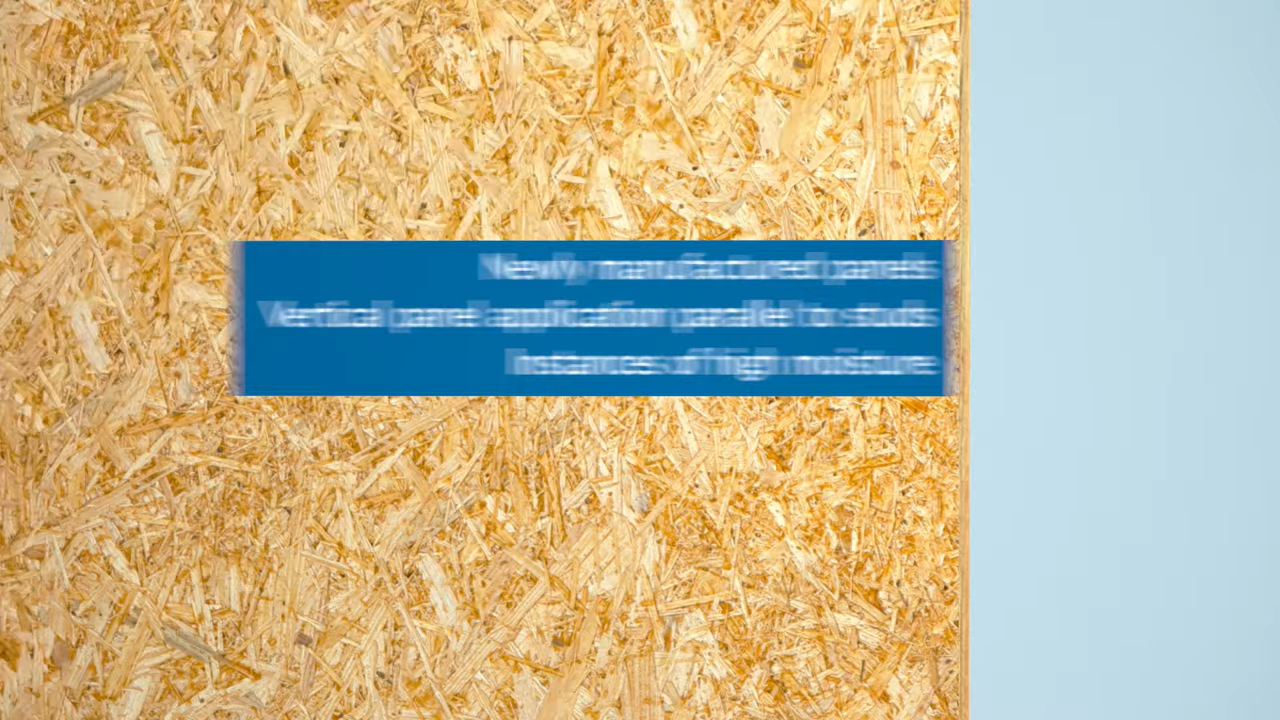 Newly manufactured panels
Vertical panel application parallel to studs
Instances of high moisture